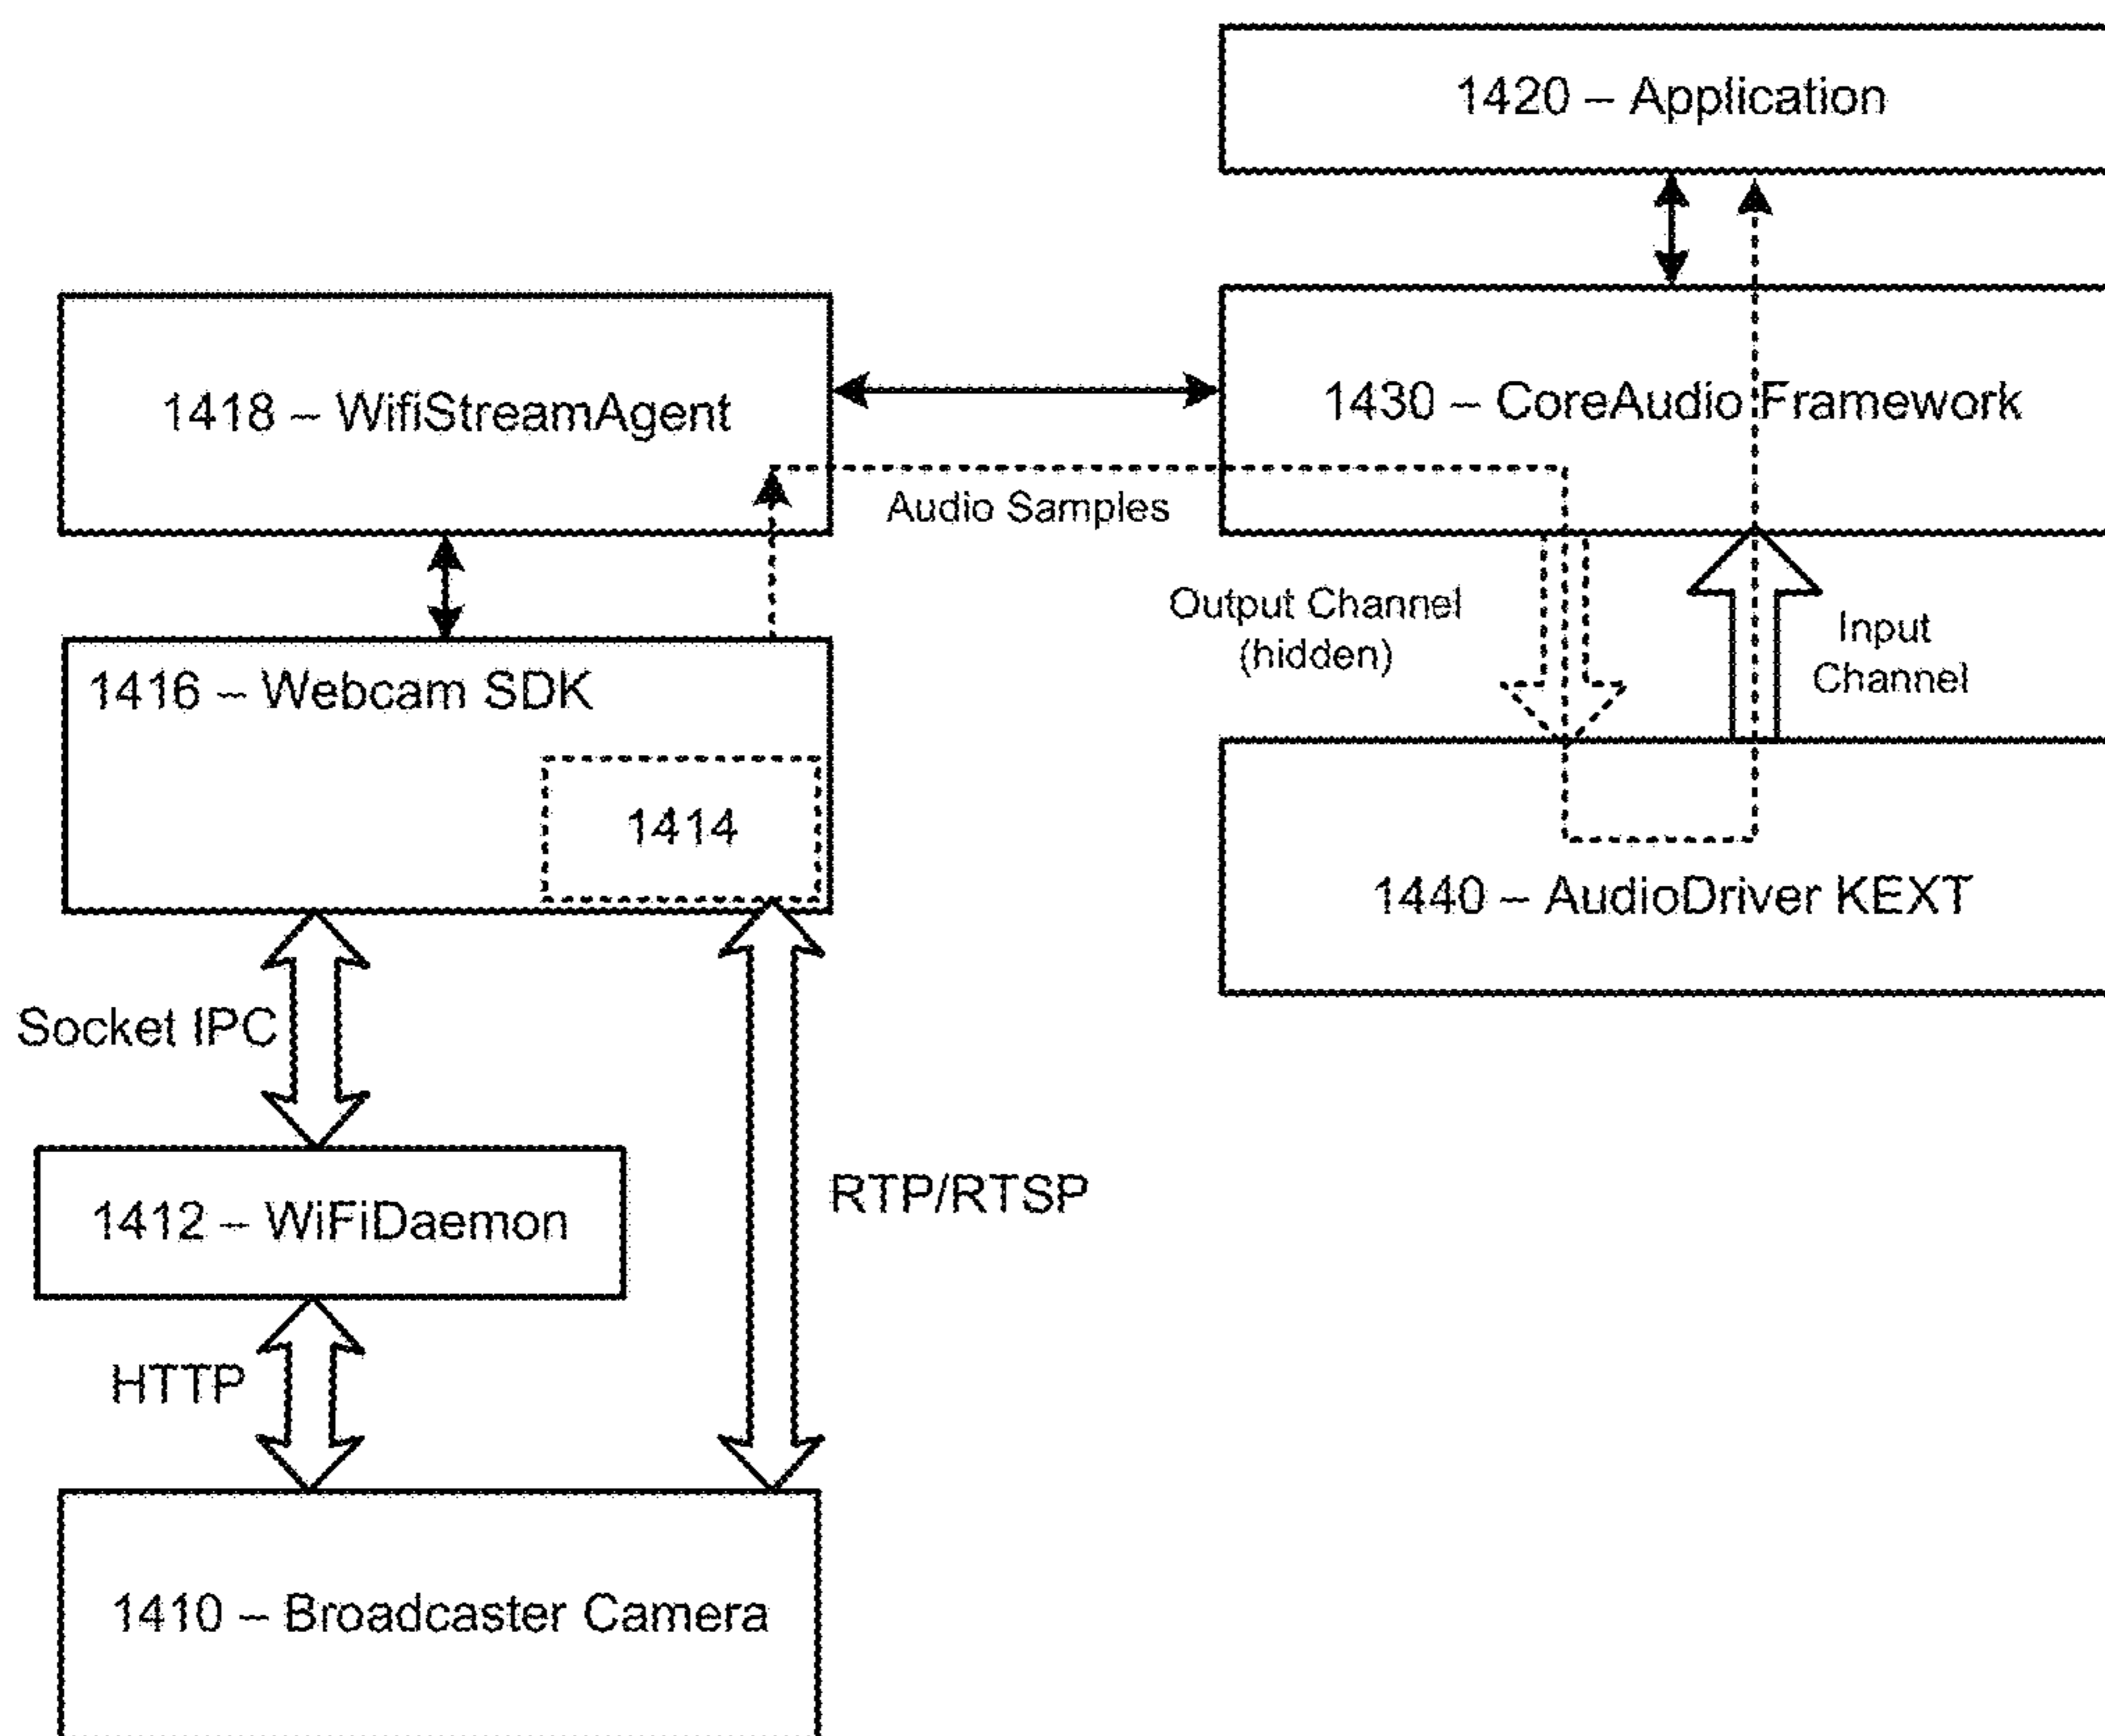 1420 – Application
1418 – WifiStreamAgent
1430 – CoreAudio Framework
Audio Samples
Output Channel
(hidden)
Input
Channel
1416 – Webcam SDK
1414
1440 – AudioDriver KEXT
Socket IPC
1412 – WiFiDaemon
RTP/RTSP
HTTP
1410 – Broadcaster Camera